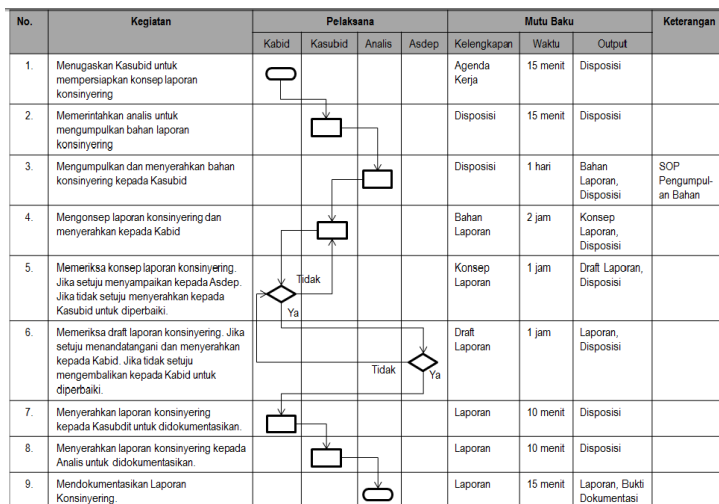 No. Kegiatan Pelaksana Mutu Baku Keterangan
Kabid Kasubid Analis Asdep Kelengkapan Waktu Output
1. Menugaskan Kasubid untuk mempersiapkan konsep laporan konsinyering Agenda Kerja 15 menit Disposisi
2. Memerintahkan analis untuk mengumpulkan bahan laporan konsinyering Disposisi 15 menit Disposisi
3. Mengumpulkan dan menyerahkan bahan konsinyering kepada Kasubid Disposisi 1 hari Bahan Laporan, Disposisi SOP Pengumpul-an Bahan
4. Mengonsep laporan konsinyering dan menyerahkan kepada Kabid Bahan Laporan 2 jam Konsep Laporan, Disposisi
5. Memeriksa konsep laporan konsinyering. Jika setuju menyampaikan kepada Asdep. Jika tidak setuju menyerahkan kepada Kasubid untuk diperbaiki. Tidak Ya Konsep Laporan 1 jam Draft Laporan, Disposisi
6. Memeriksa draft laporan konsinyering. Jika setuju menandatangani dan menyerahkan kepada Kabid. Jika tidak setuju mengembalikan kepada Kabid untuk diperbaiki. Tidak Ya Draft Laporan 1 jam Laporan, Disposisi
7. Menyerahkan laporan konsinyering kepada Kasubdit untuk didokumentasikan. Laporan 10 menit Disposisi
8. Menyerahkan laporan konsinyering kepada Analis untuk didokumentasikan. Laporan 10 menit Disposisi
9. Mendokumentasikan Laporan Konsinyering. Laporan 15 menit Laporan, Bukti Dokumentasi